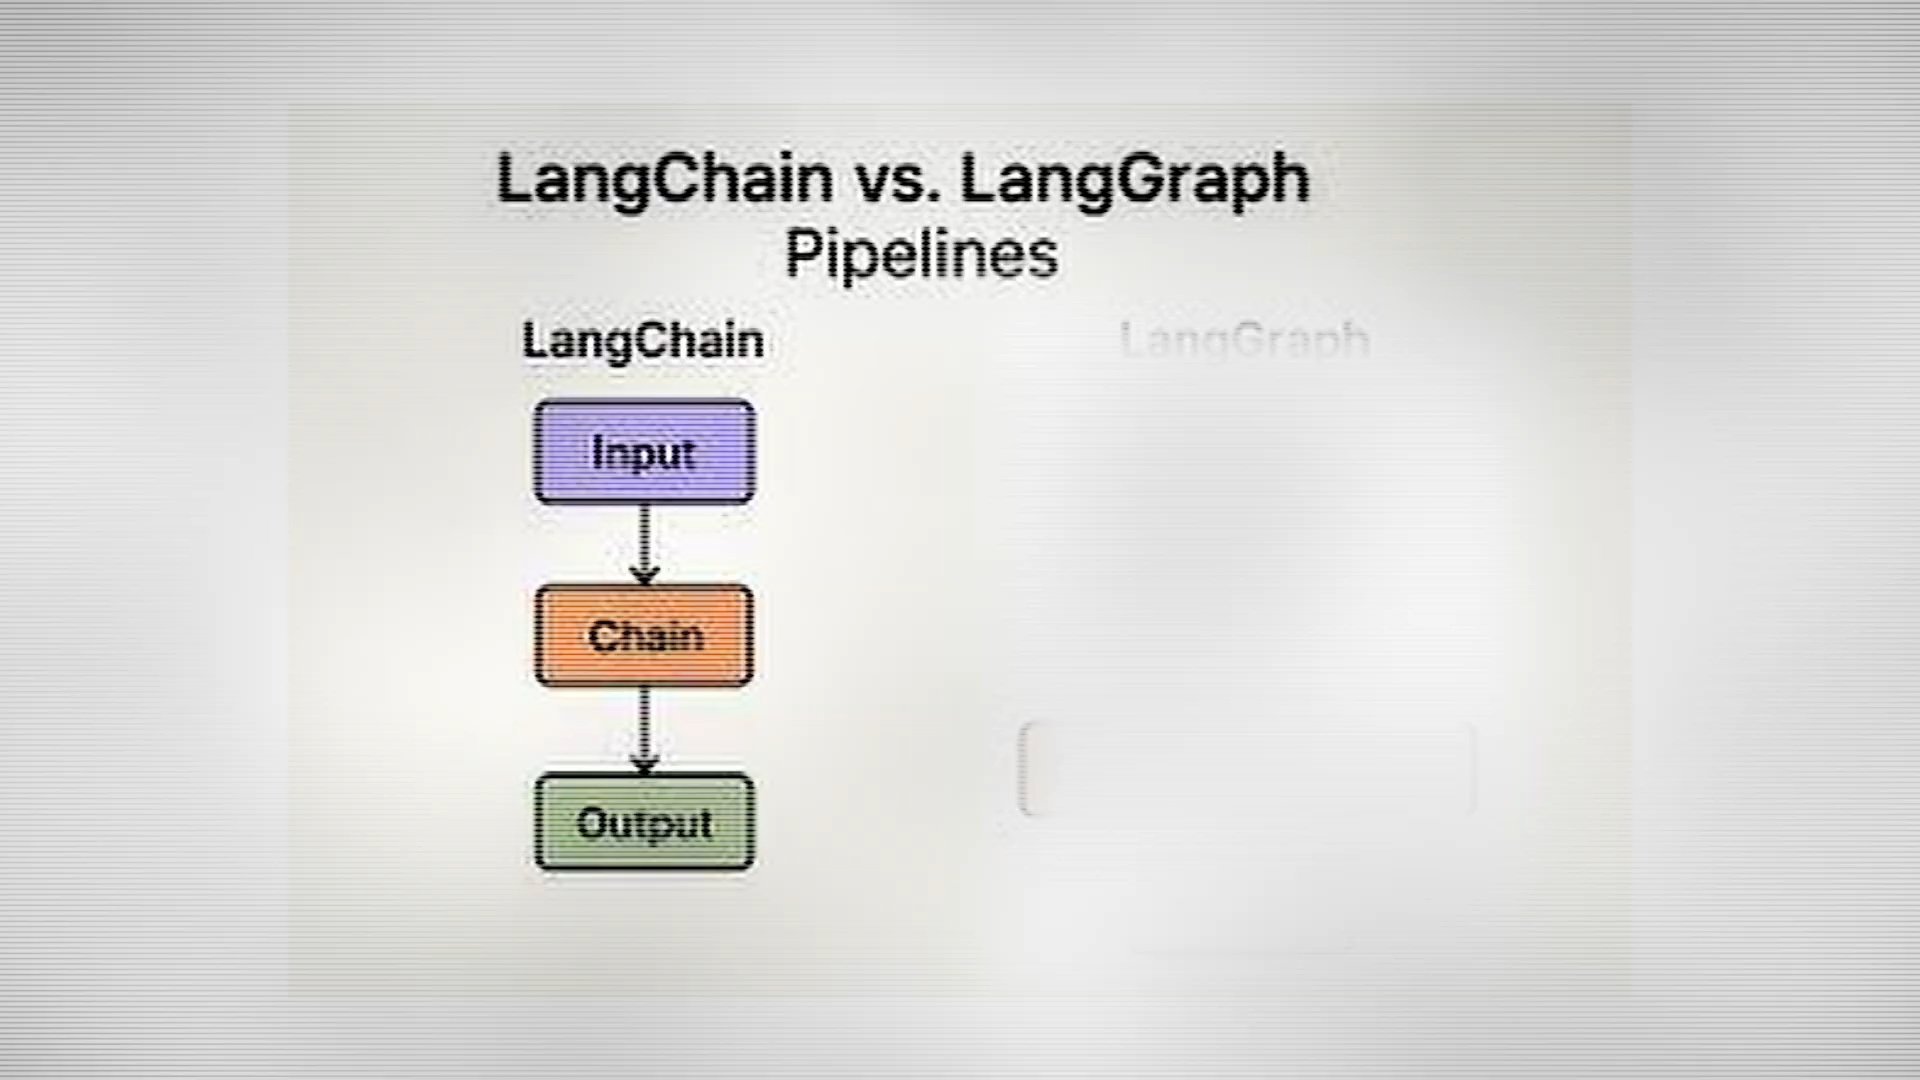 LangChain vs. LangGraph
Pipelines
LangChain
Input
Chain
Output
LangGraph